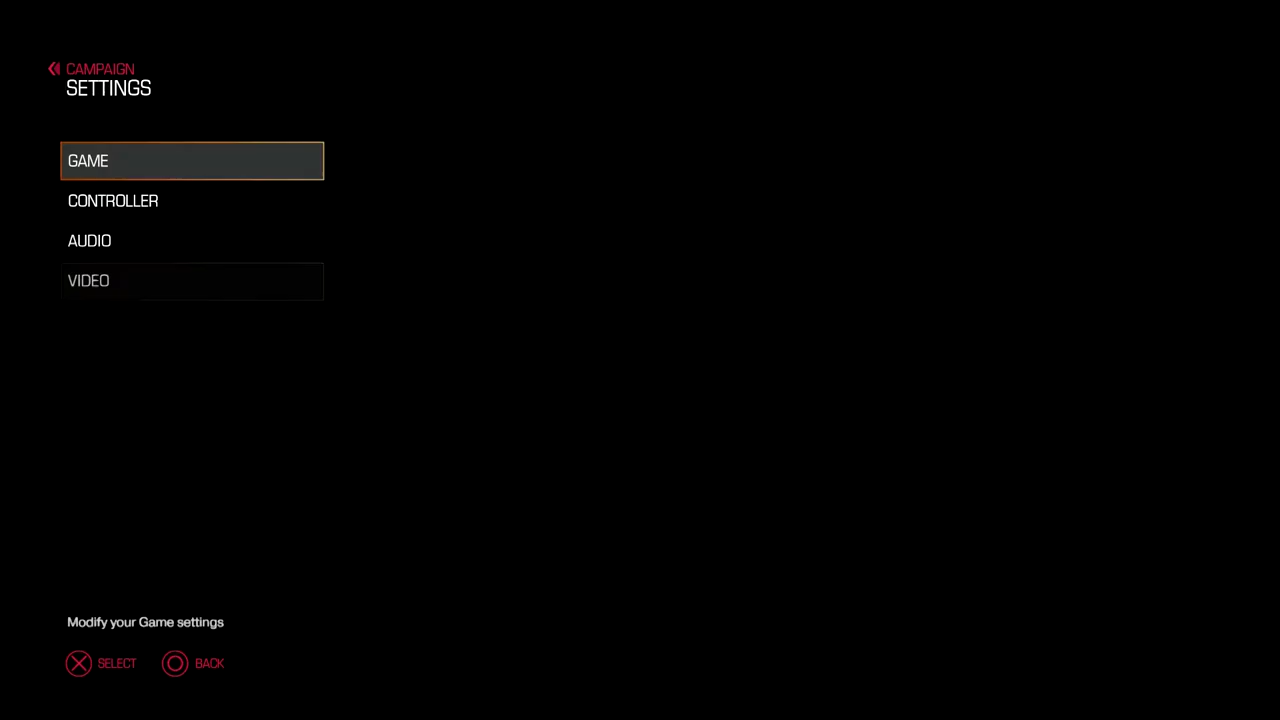 CAMPAIGN
SETTINGS
GAME
CONTROLLER
AUDIO
VIDEO
Modify your Game settings
SELECT BACK